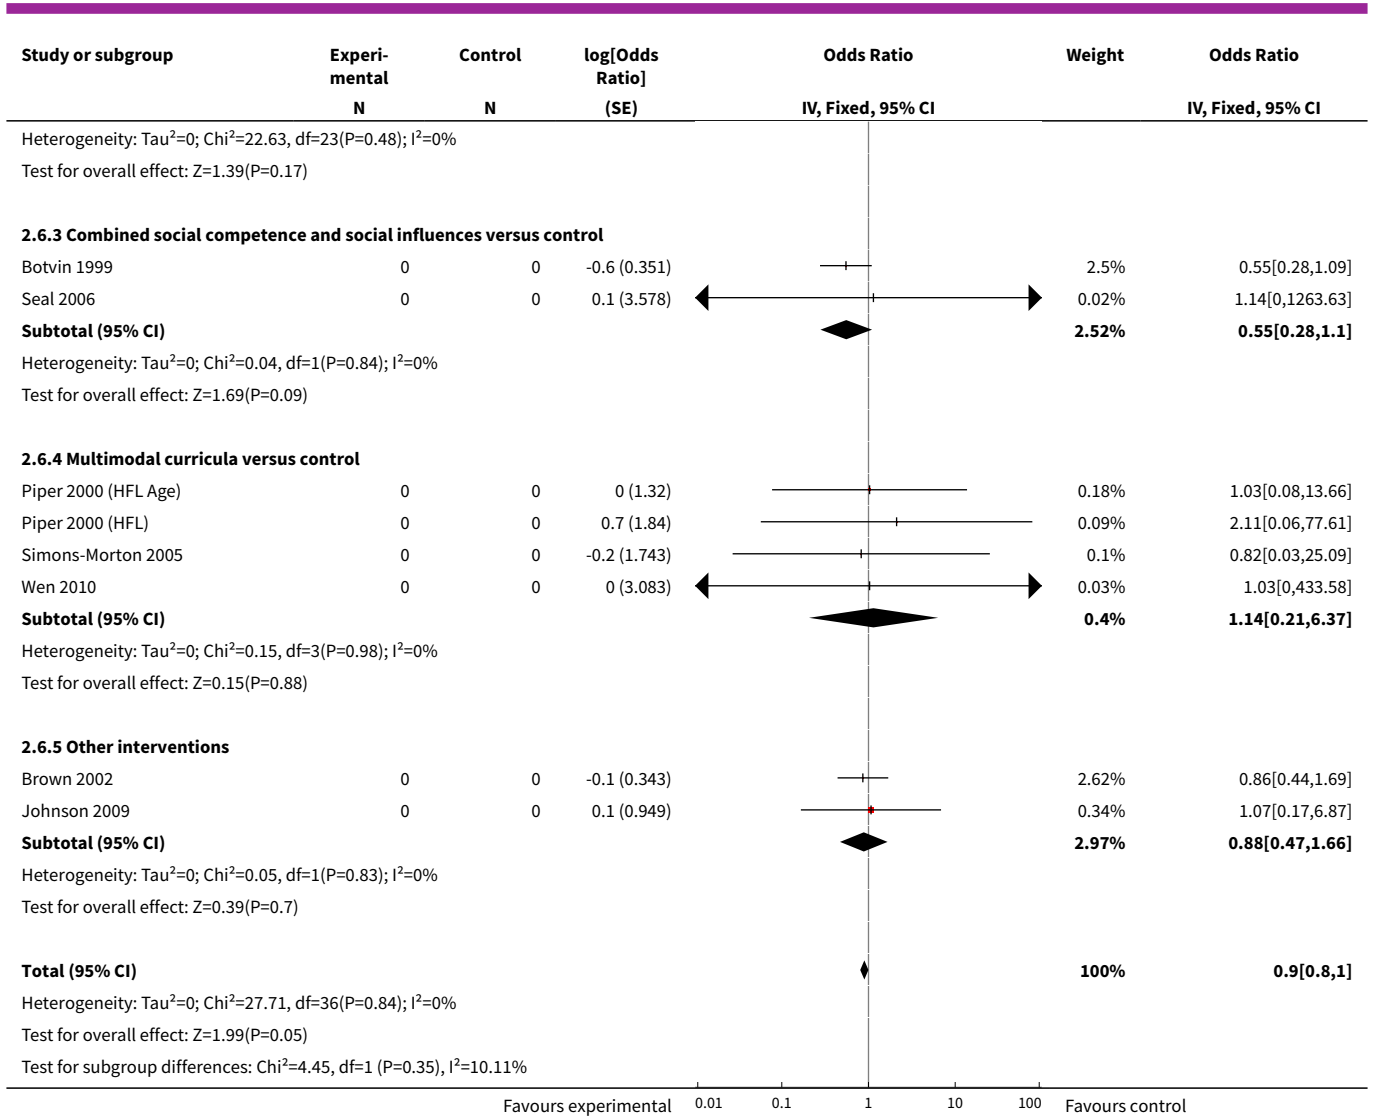 Study or subgroup Experi- Control log[Odds Odds Ratio Weight Odds Ratio
mental Ratio]
N N (SE) IV, Fixed, 95% CI IV, Fixed, 95% CI
Heterogeneity: Tau²=0; Chi²=22.63, df=23(P=0.48); I²=0%
Test for overall effect: Z=1.39(P=0.17)
2.6.3 Combined social competence and social influences versus control
Botvin 1999 0 0 -0.6 (0.351) 2.5% 0.55[0.28,1.09]
Seal 2006 0 0 0.1 (3.578) 0.02% 1.14[0,1263.63]
Subtotal (95% CI) 2.52% 0.55[0.28,1.1]
Heterogeneity: Tau²=0; Chi²=0.04, df=1(P=0.84); I²=0%
Test for overall effect: Z=1.69(P=0.09)
2.6.4 Multimodal curricula versus control
Piper 2000 (HFL Age) 0 0 0 (1.32) 0.18% 1.03[0.08,13.66]
Piper 2000 (HFL) 0 0 0.7 (1.84) 0.09% 2.11[0.06,77.61]
Simons-Morton 2005 0 0 -0.2 (1.743) 0.1% 0.82[0.03,25.09]
Wen 2010 0 0 0 (3.083) 0.03% 1.03[0,433.58]
Subtotal (95% CI) 0.4% 1.14[0.21,6.37]
Heterogeneity: Tau²=0; Chi²=0.15, df=3(P=0.98); I²=0%
Test for overall effect: Z=0.15(P=0.88)
2.6.5 Other interventions
Brown 2002 0 0 -0.1 (0.343) 2.62% 0.86[0.44,1.69]
Johnson 2009 0 0 0.1 (0.949) 0.34% 1.07[0.17,6.87]
Subtotal (95% CI) 2.97% 0.88[0.47,1.66]
Heterogeneity: Tau²=0; Chi²=0.05, df=1(P=0.83); I²=0%
Test for overall effect: Z=0.39(P=0.7)
Total (95% CI) 100% 0.9[0.8,1]
Heterogeneity: Tau²=0; Chi²=27.71, df=36(P=0.84); I²=0%
Test for overall effect: Z=1.99(P=0.05)
Test for subgroup differences: Chi²=4.45, df=1 (P=0.35), I²=10.11%
Favours experimental 0.01 0.1 1 10 100 Favours control